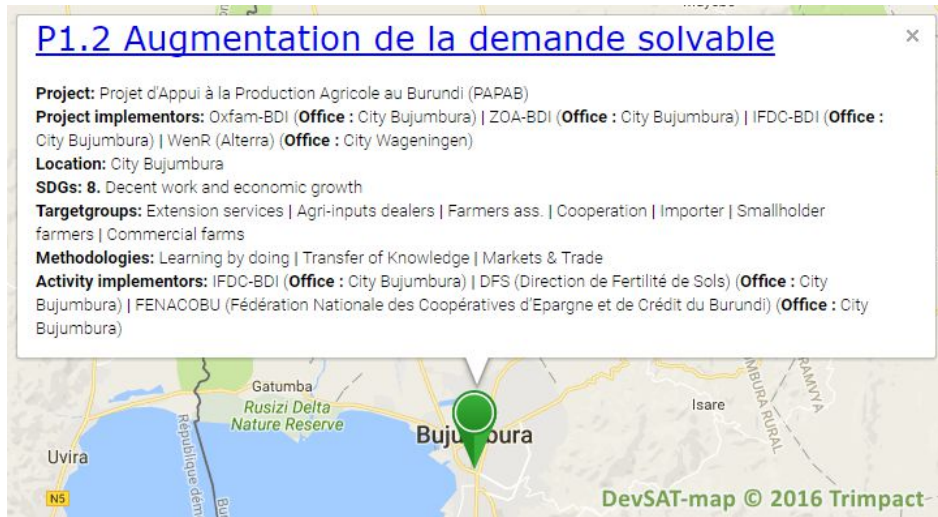 P1.2 Augmentation de la demande solvable
×
Project: Projet d'Appui à la Production Agricole au Burundi (PAPAB)
Project implementors: Oxfam-BDI (Office : City Bujumbura) | ZOA-BDI (Office : City Bujumbura) | IFDC-BDI (Office :
City Bujumbura) | WenR (Alterra) (Office : City Wageningen)
Location: City Bujumbura
SDGs: 8. Decent work and economic growth
Targetgroups: Extension services | Agri-inputs dealers | Farmers ass. | Cooperation | Importer | Smallholder
farmers | Commercial farms
Methodologies: Learning by doing | Transfer of Knowledge | Markets & Trade
Activity implementors: IFDC-BDI (Office : City Bujumbura) | DFS (Direction de Fertilité de Sols) (Office : City
Bujumbura) | FENACOBU (Fédération Nationale des Coopératives d'Epargne et de Crédit du Burundi) (Office : City
Bujumbura)
Gatumba
Rusizi Delta
Nature Reserve
Isare
Uvira
N5
DevSAT-map © 2016 Trimpact